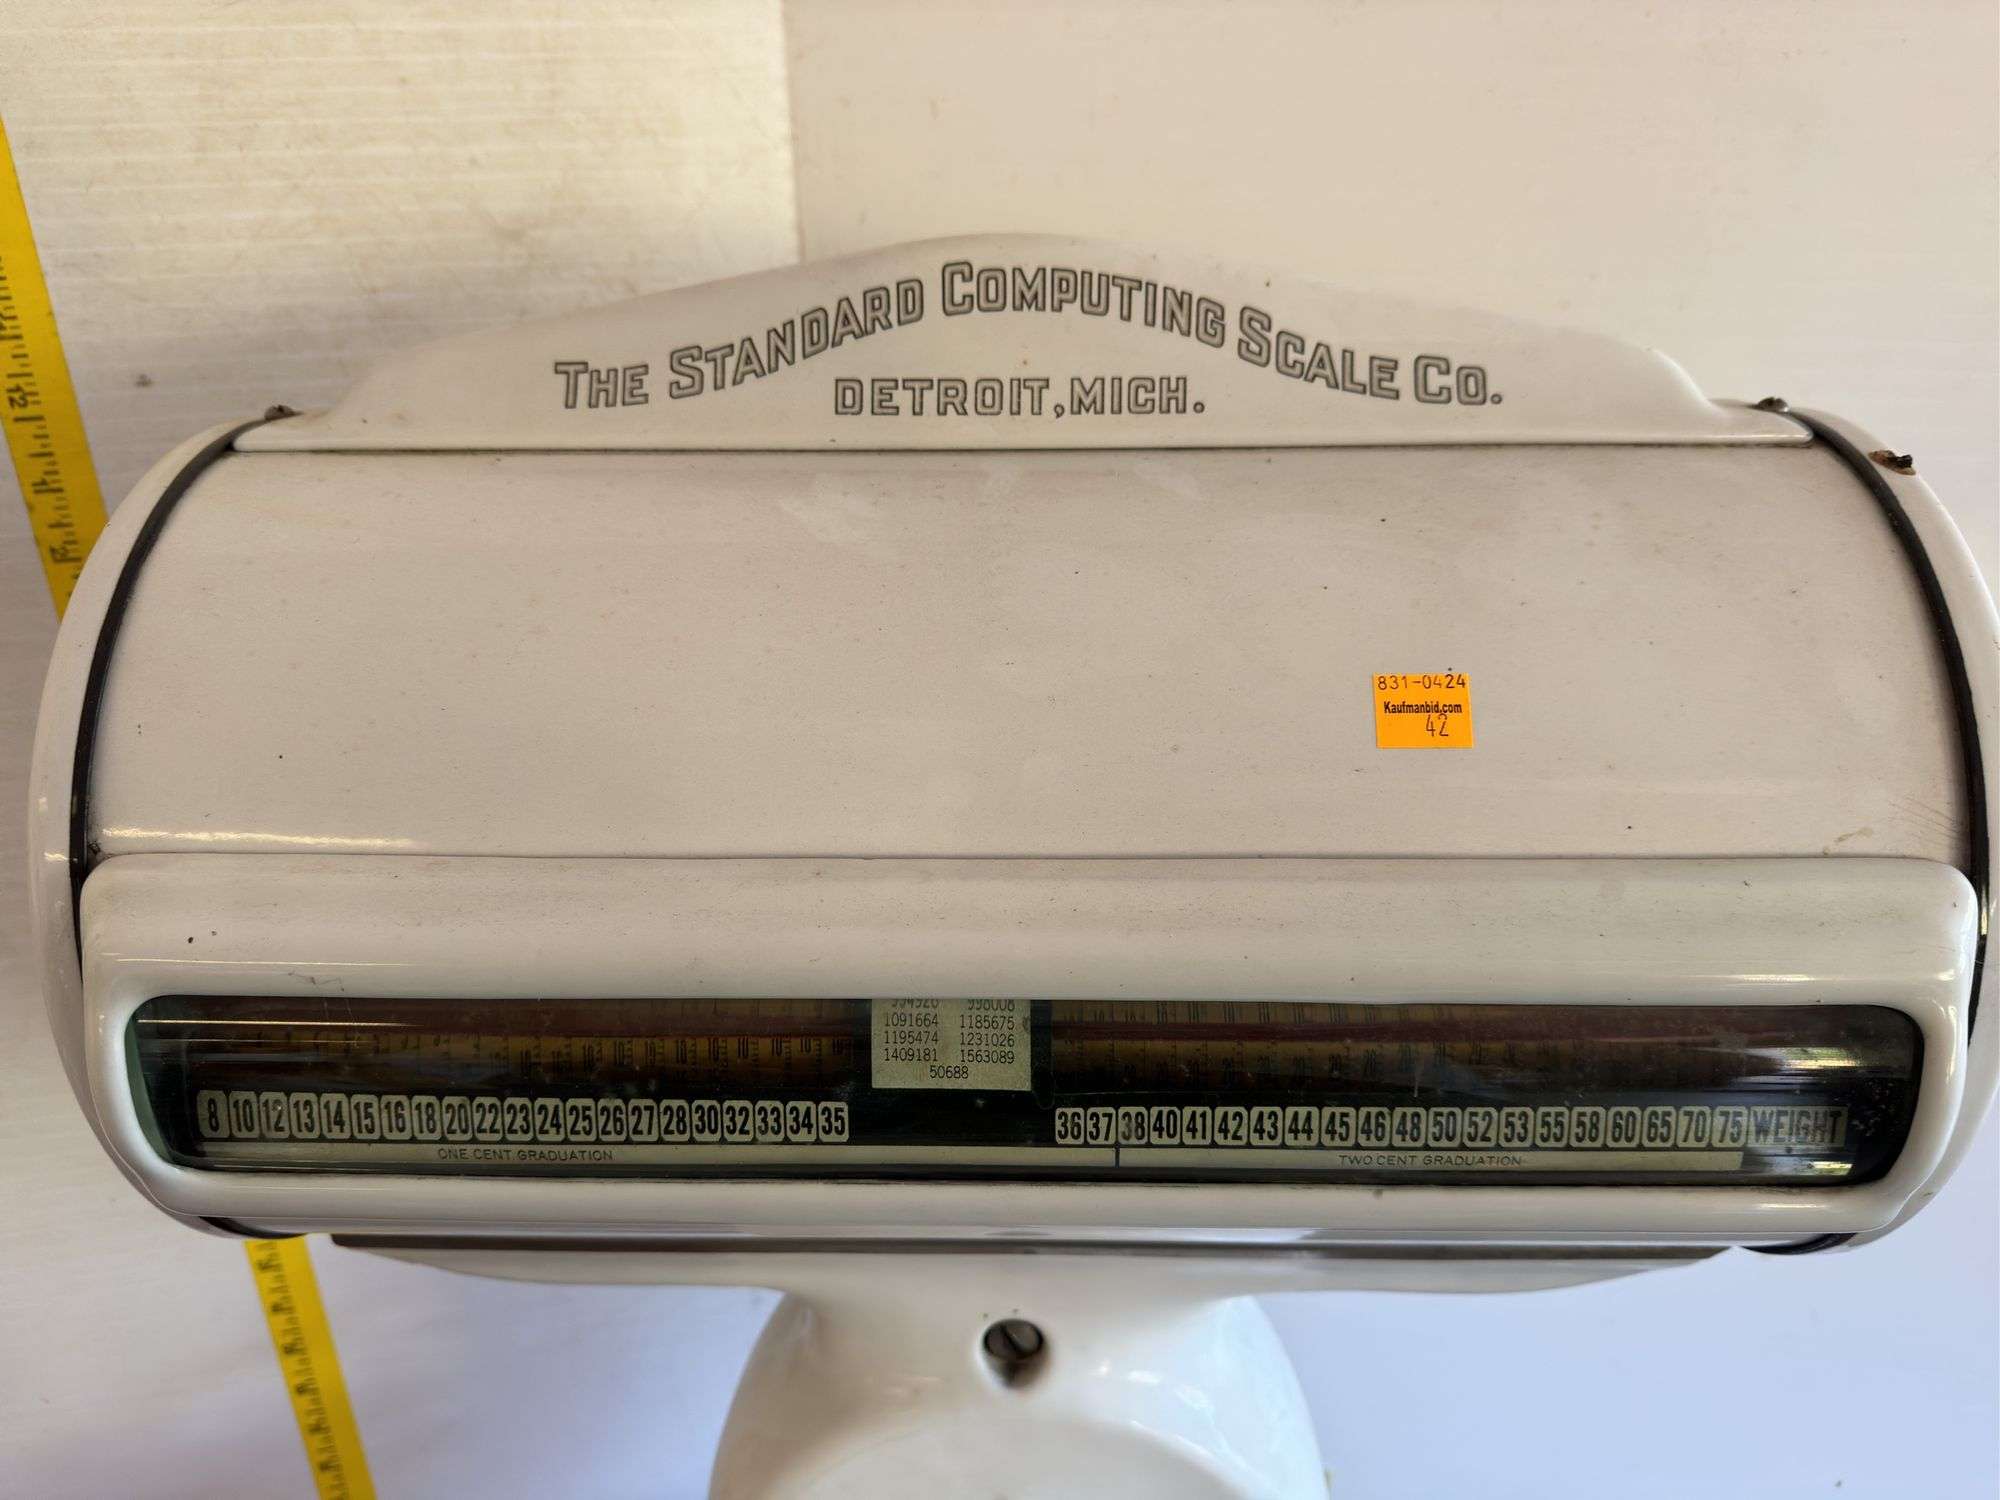 THE STANDARD COMPUTING SCALE CO.
DETROIT, MICH.
831-0424
Kaufmanbid.com
42
1091664 1185675
1195474 1231026
1409181 1563089
50688
8 10 12 13 14 15 16 18 20 22 23 24 25 26 27 28 30 32 33 34 35 36 37 38 40 41 42 43 44 45 46 48 50 52 53 55 58 60 65 70 75 WEIGHT
ONE CENT GRADUATION TWO CENT GRADUATION